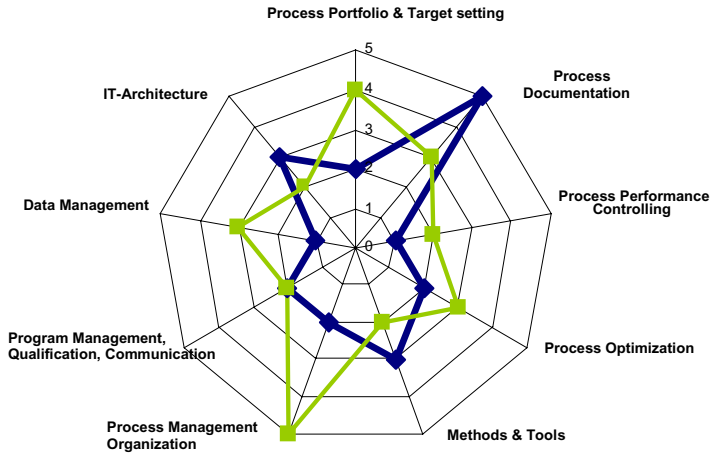 Process Portfolio & Target setting
5
4
3
2
1
0
Process
Documentation
Process Performance
Controlling
Process Optimization
Methods & Tools
Process Management
Organization
Program Management,
Qualification, Communication
Data Management
IT-Architecture